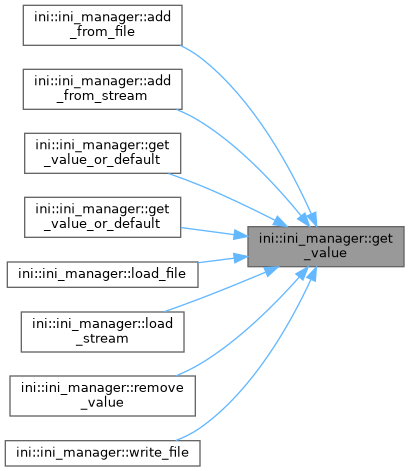 ini::ini_manager::add
_from_file
ini::ini_manager::add
_from_stream
ini::ini_manager::get
_value_or_default
ini::ini_manager::get
_value_or_default
ini::ini_manager::get
_value
ini::ini_manager::load_file
ini::ini_manager::load
_stream
ini::ini_manager::remove
_value
ini::ini_manager::write_file